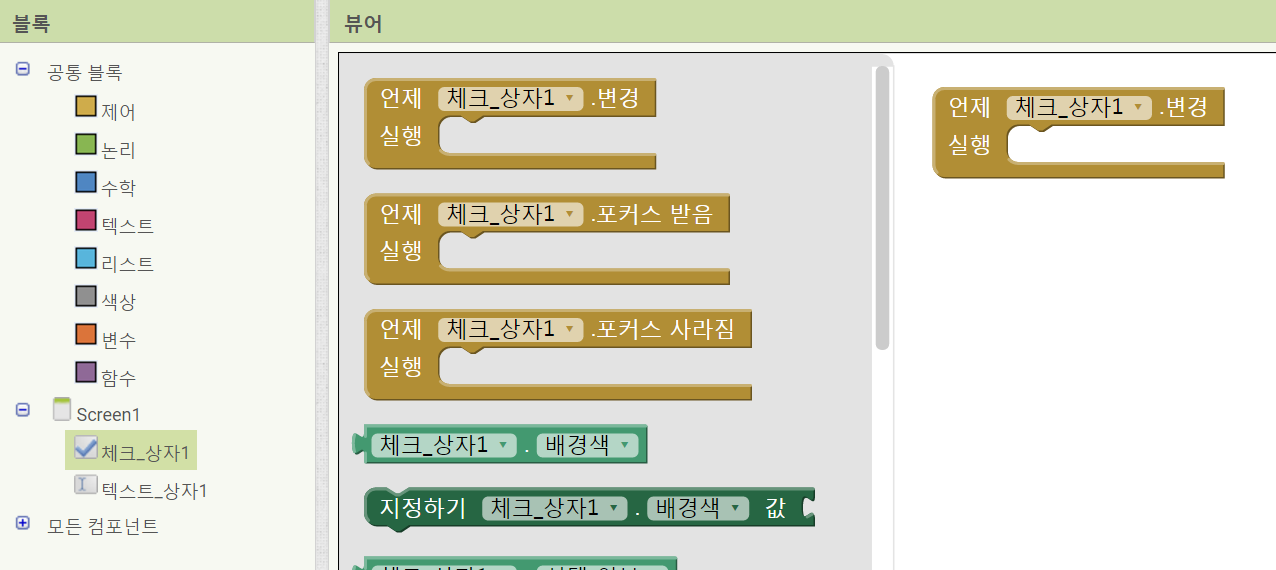 블록
공통 블록
제어
논리
수학
텍스트
리스트
색상
변수
함수
Screen1
체크_상자1
텍스트_상자1
모든 컴포넌트
뷰어
언제 체크_상자1 .변경
실행
언제 체크_상자1 .포커스 받음
실행
언제 체크_상자1 .포커스 사라짐
실행
체크_상자1 . 배경색
지정하기 체크_상자1 . 배경색 값
언제 체크_상자1 .변경
실행